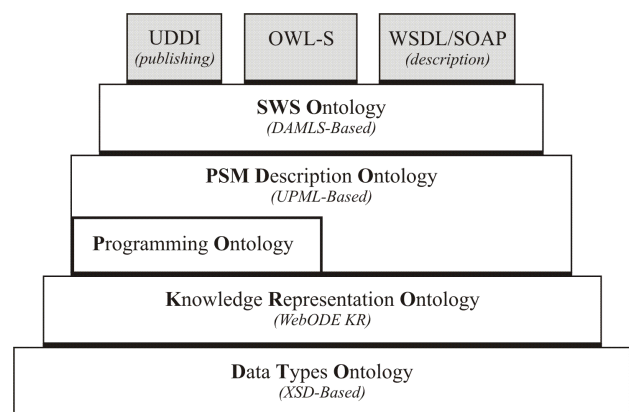 UDDI
(publishing)
OWL-S
WSDL/SOAP
(description)
SWS Ontology
(DAMLS-Based)
PSM Description Ontology
(UPML-Based)
Programming Ontology
Knowledge Representation Ontology
(WebODE KR)
Data Types Ontology
(XSD-Based)